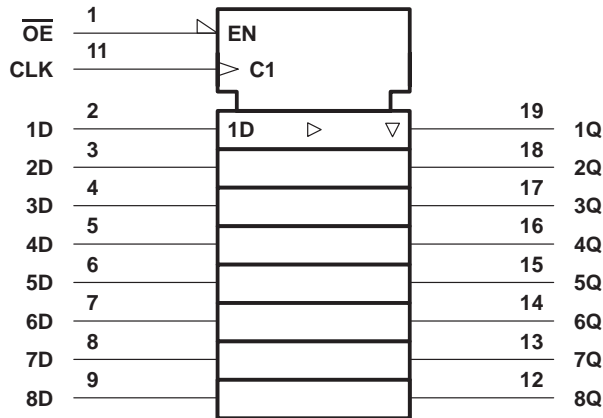 OE 1 EN
CLK 11 C1
1D 2 1D 19 1Q
2D 3 18 2Q
3D 4 17 3Q
4D 5 16 4Q
5D 6 15 5Q
6D 7 14 6Q
7D 8 13 7Q
8D 9 12 8Q